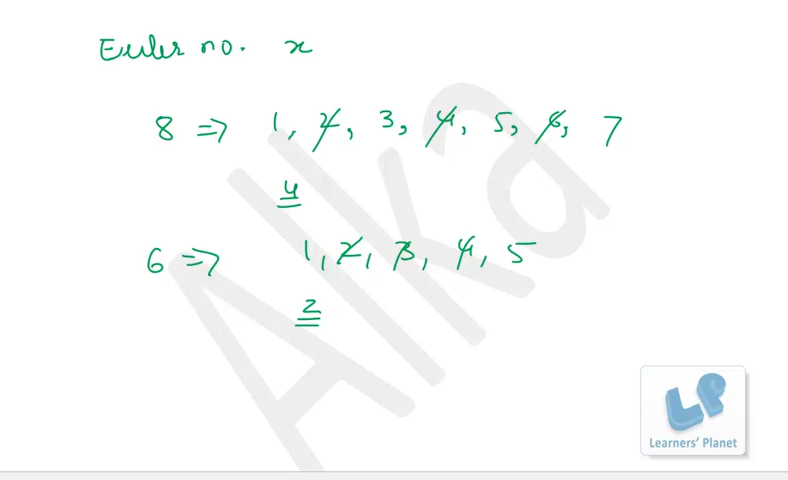 Euler no. x
8 => 1, 2, 3, 4, 5, 6, 7
4
6 => 1, 2, 3, 4, 5
2
Alka
LP
Learners' Planet